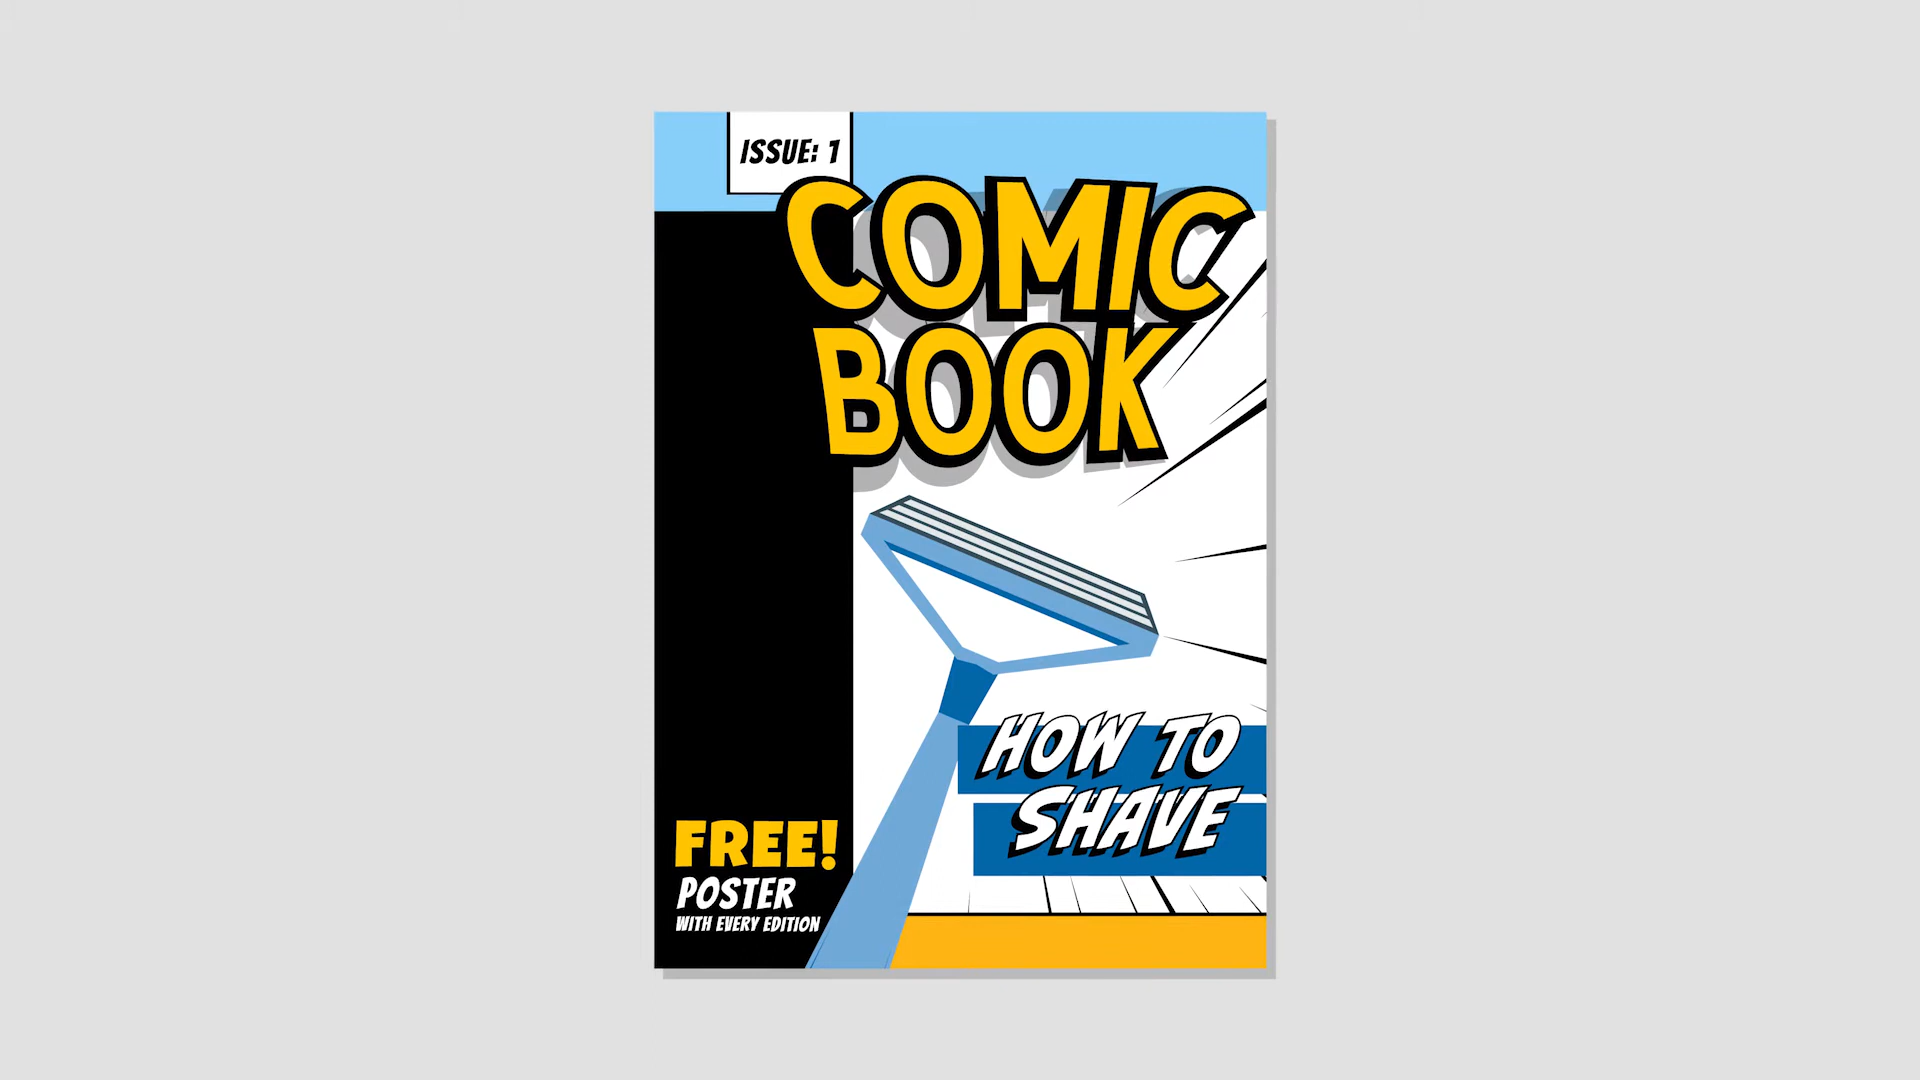 ISSUE: 1
COMIC
BOOK
HOW TO
SHAVE
FREE!
POSTER
WITH EVERY EDITION